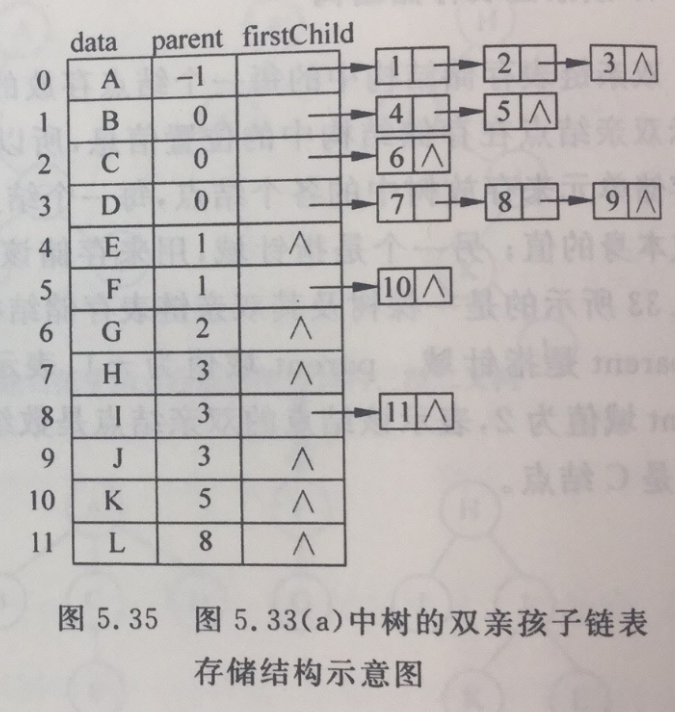 data parent firstChild
0 A −1 1 2 3 ∧
1 B 0 4 5 ∧
2 C 0 6 ∧
3 D 0 7 8 9 ∧
4 E 1 ∧
5 F 1 10 ∧
6 G 2 ∧
7 H 3 ∧
8 I 3 11 ∧
9 J 3 ∧
10 K 5 ∧
11 L 8 ∧
图 5.35 图 5.33(a)中树的双亲孩子链表
存储结构示意图